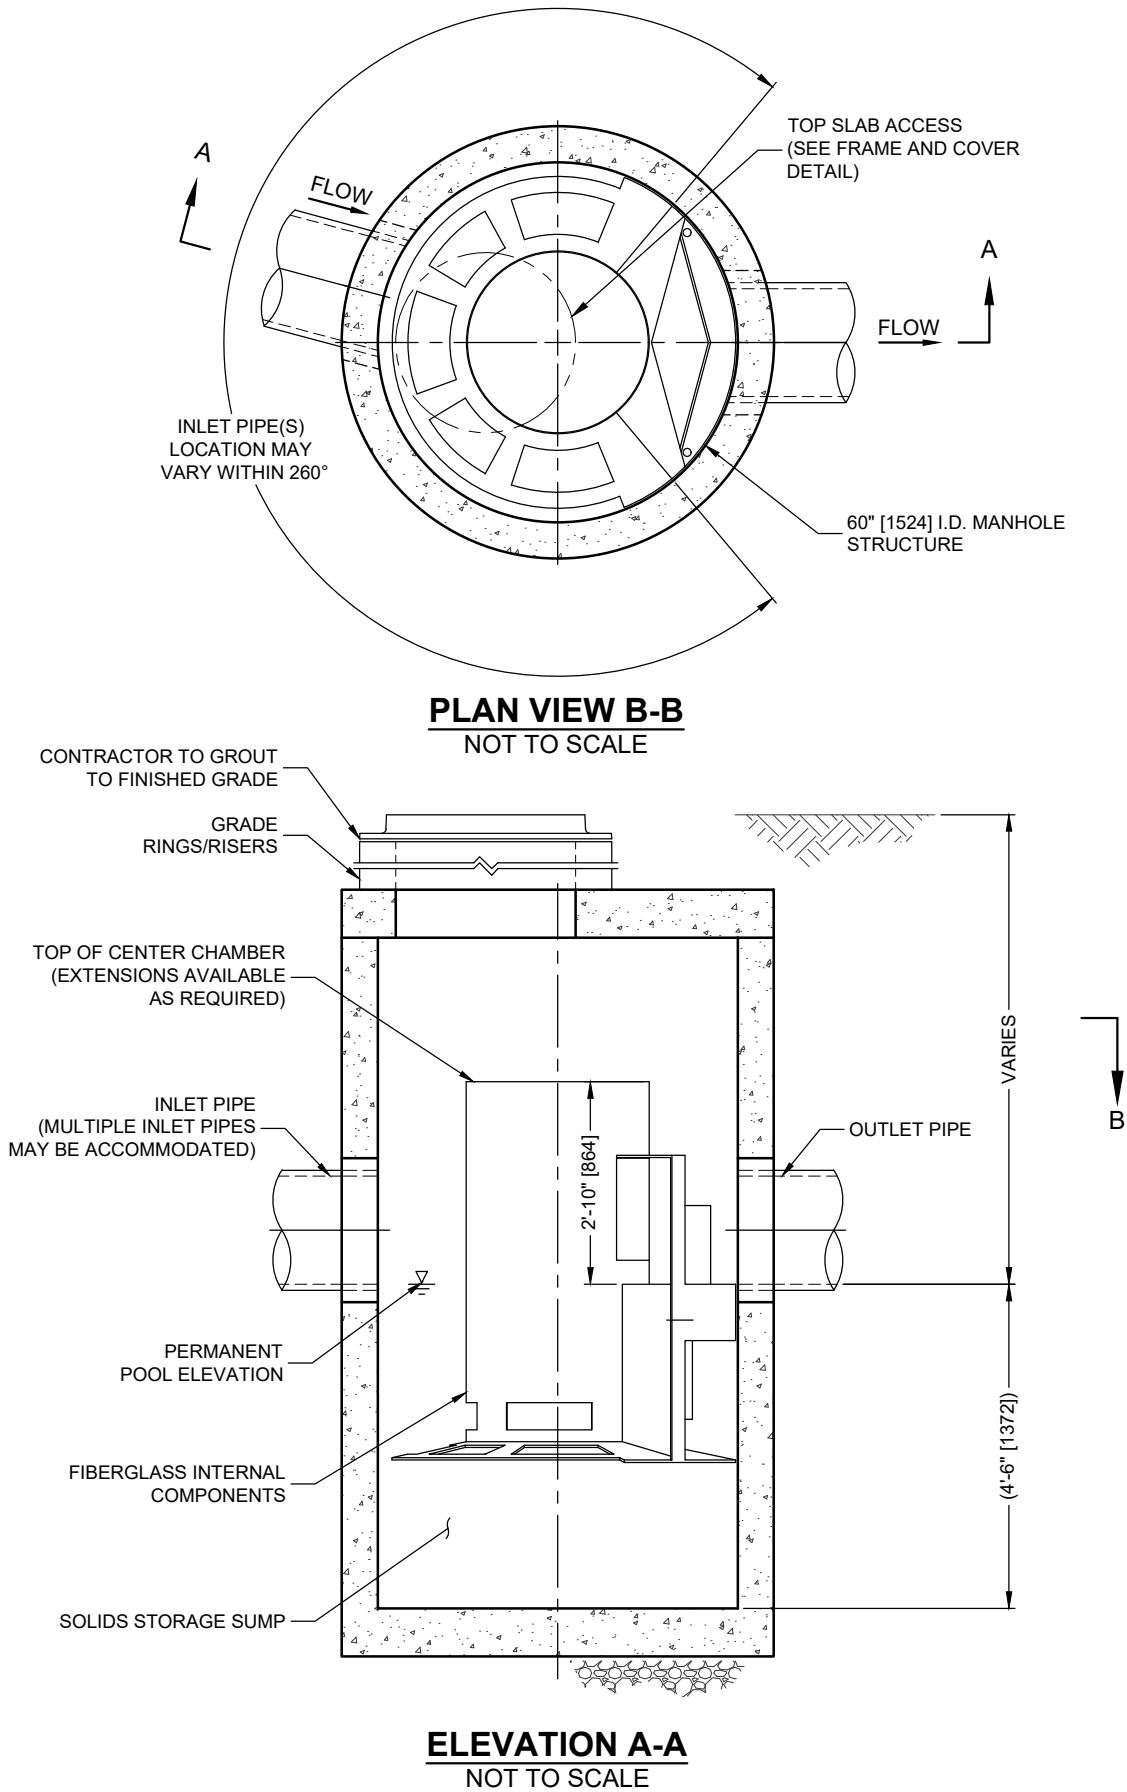 TOP SLAB ACCESS
(SEE FRAME AND COVER
DETAIL)
A
FLOW
A
FLOW
INLET PIPE(S)
LOCATION MAY
VARY WITHIN 260°
60" [1524] I.D. MANHOLE
STRUCTURE
PLAN VIEW B-B
NOT TO SCALE
CONTRACTOR TO GROUT
TO FINISHED GRADE
GRADE
RINGS/RISERS
TOP OF CENTER CHAMBER
(EXTENSIONS AVAILABLE
AS REQUIRED)
VARIES
B
INLET PIPE
(MULTIPLE INLET PIPES
MAY BE ACCOMMODATED)
OUTLET PIPE
2'-10" [864]
PERMANENT
POOL ELEVATION
(4'-6" [1372])
FIBERGLASS INTERNAL
COMPONENTS
SOLIDS STORAGE SUMP
ELEVATION A-A
NOT TO SCALE